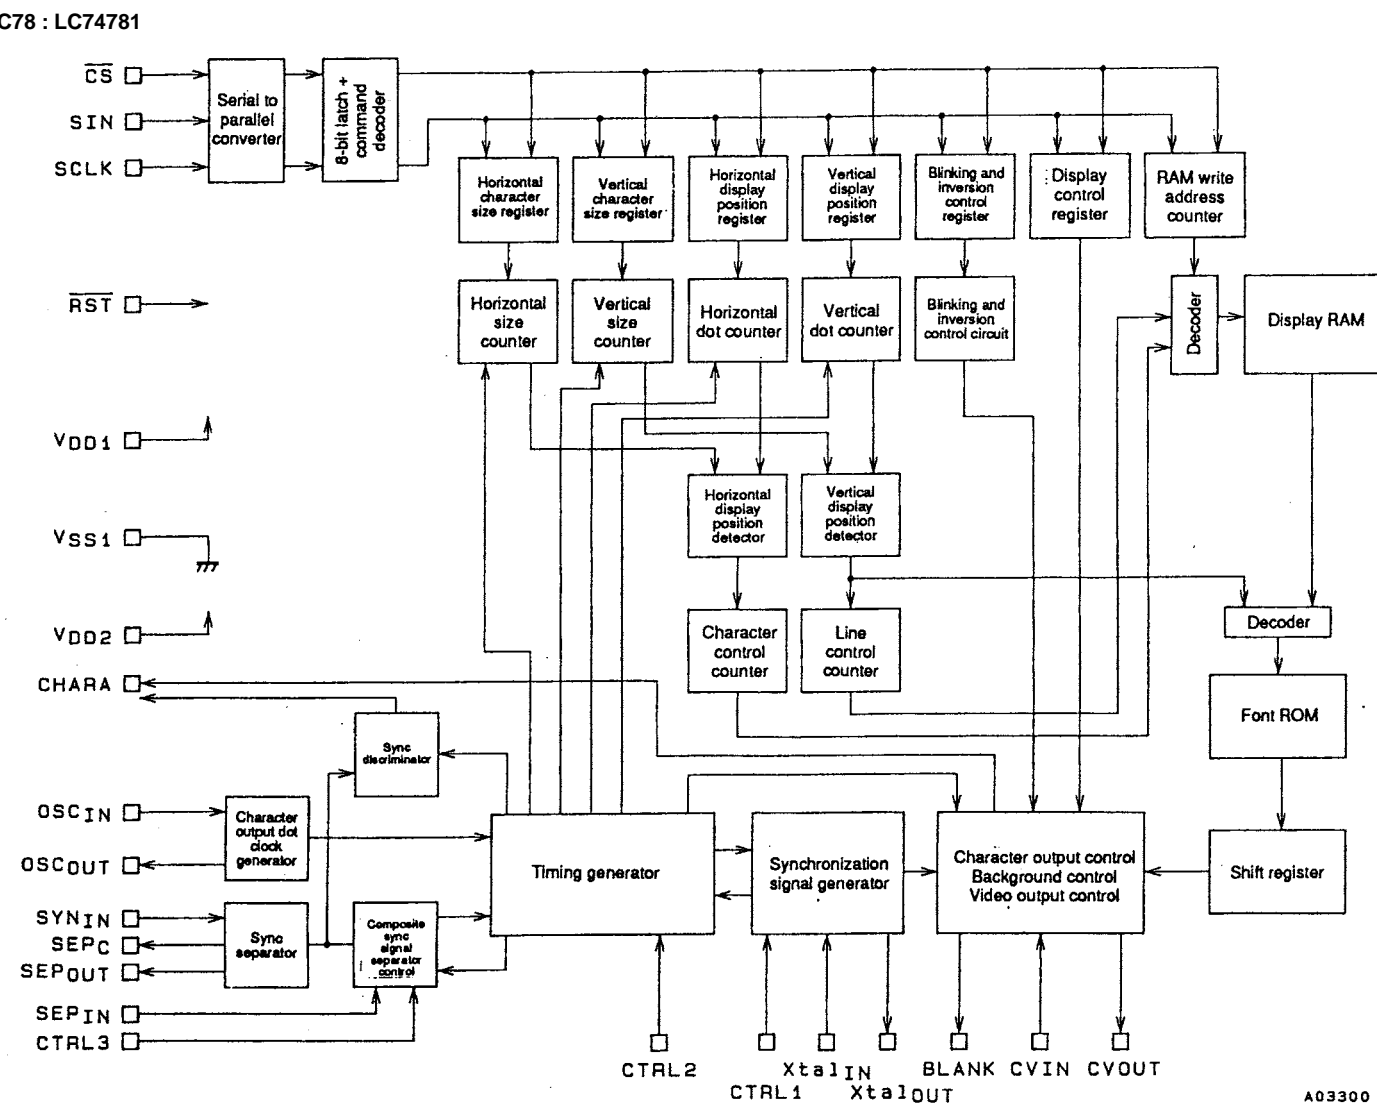 C78 : LC74781
CS
SIN
SCLK
Serial to
parallel
converter
8-bit latch +
command
decoder
Horizontal
character
size register
Vertical
character
size register
Horizontal
display
position
register
Vertical
display
position
register
Blinking and
inversion
control
register
Display
control
register
RAM write
address
counter
RST
Horizontal
size
counter
Vertical
size
counter
Horizontal
dot counter
Vertical
dot counter
Blinking and
inversion
control circuit
Decoder
Display RAM
VDD1
VSS1
VDD2
Horizontal
display
position
detector
Vertical
display
position
detector
Character
control
counter
Line
control
counter
Decoder
Font ROM
CHARA
Sync
discriminator
OSCIN
OSCOUT
Character
output dot
clock
generator
Timing generator
Synchronization
signal generator
Character output control
Background control
Video output control
Shift register
SYNIN
SEPC
SEPOUT
Sync
separator
Composite
sync
signal
separator
control
SEPIN
CTRL3
CTRL2
CTRL1
XtalIN
XtalOUT
BLANK
CVIN
CVOUT
A03300